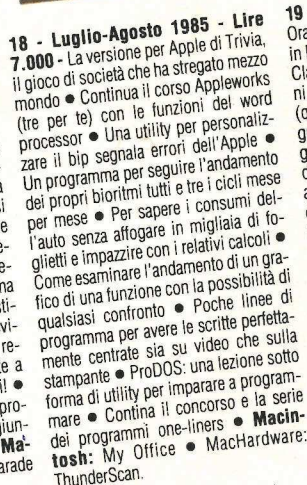 18 - Luglio-Agosto 1985 - Lire
7.000 - La versione per Apple di Trivia,
il gioco di società che ha stregato mezzo
mondo ● Continua il corso Appleworks
(tre per te) con le funzioni del word
processor ● Una utility per personaliz-
zare il bip segnala errori dell'Apple ●
Un programma per seguire l'andamento
dei propri bioritmi tutti e tre i cicli mese
per mese ● Per sapere i consumi del-
l'auto senza affogare in migliaia di fo-
glietti e impazzire con i relativi calcoli ●
Come esaminare l'andamento di un gra-
fico di una funzione con la possibilità di
qualsiasi confronto ● Poche linee di
programma per avere le scritte perfetta-
mente centrate sia su video che sulla
stampante ● ProDOS: una lezione sotto
forma di utility per imparare a program-
mare ● Contina il concorso e la serie
dei programmi one-liners ● Macin-
tosh: My Office ● MacHardware:
ThunderScan.
19
Ora
in